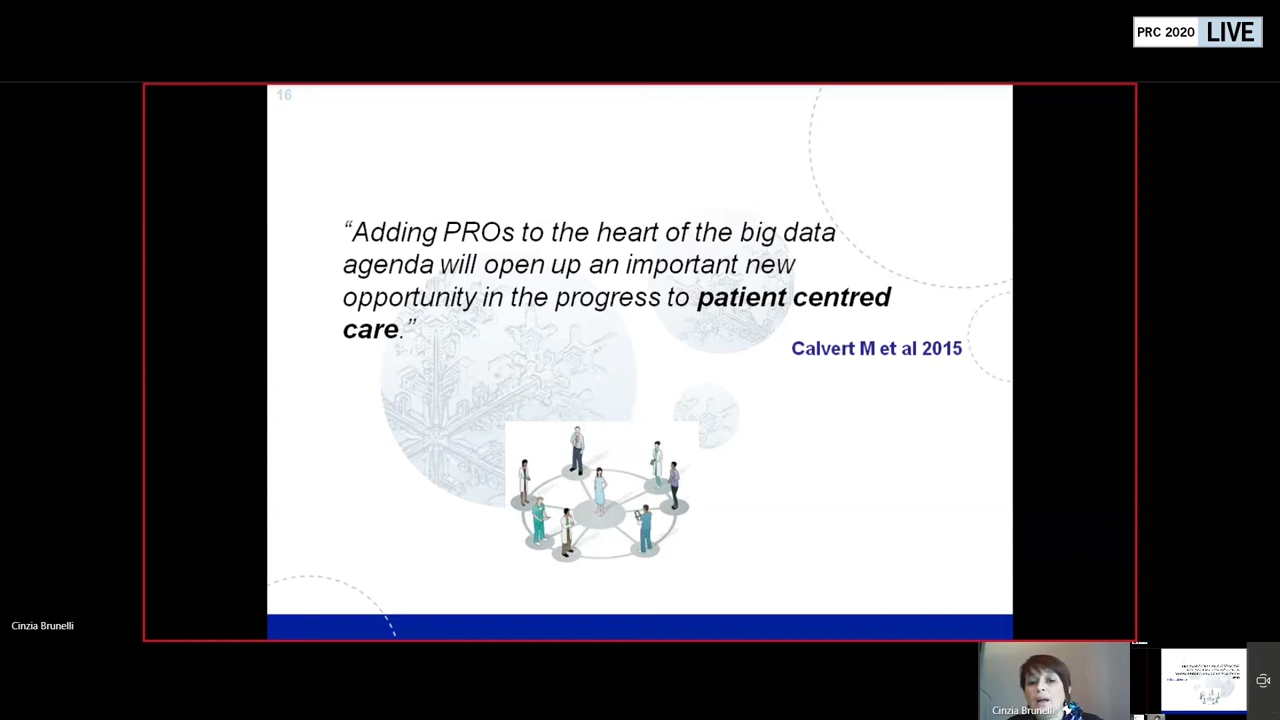 PRC 2020 LIVE
16
“Adding PROs to the heart of the big data
agenda will open up an important new
opportunity in the progress to patient centred
care.”
Calvert M et al 2015
Cinzia Brunelli
Cinzia Brunelli